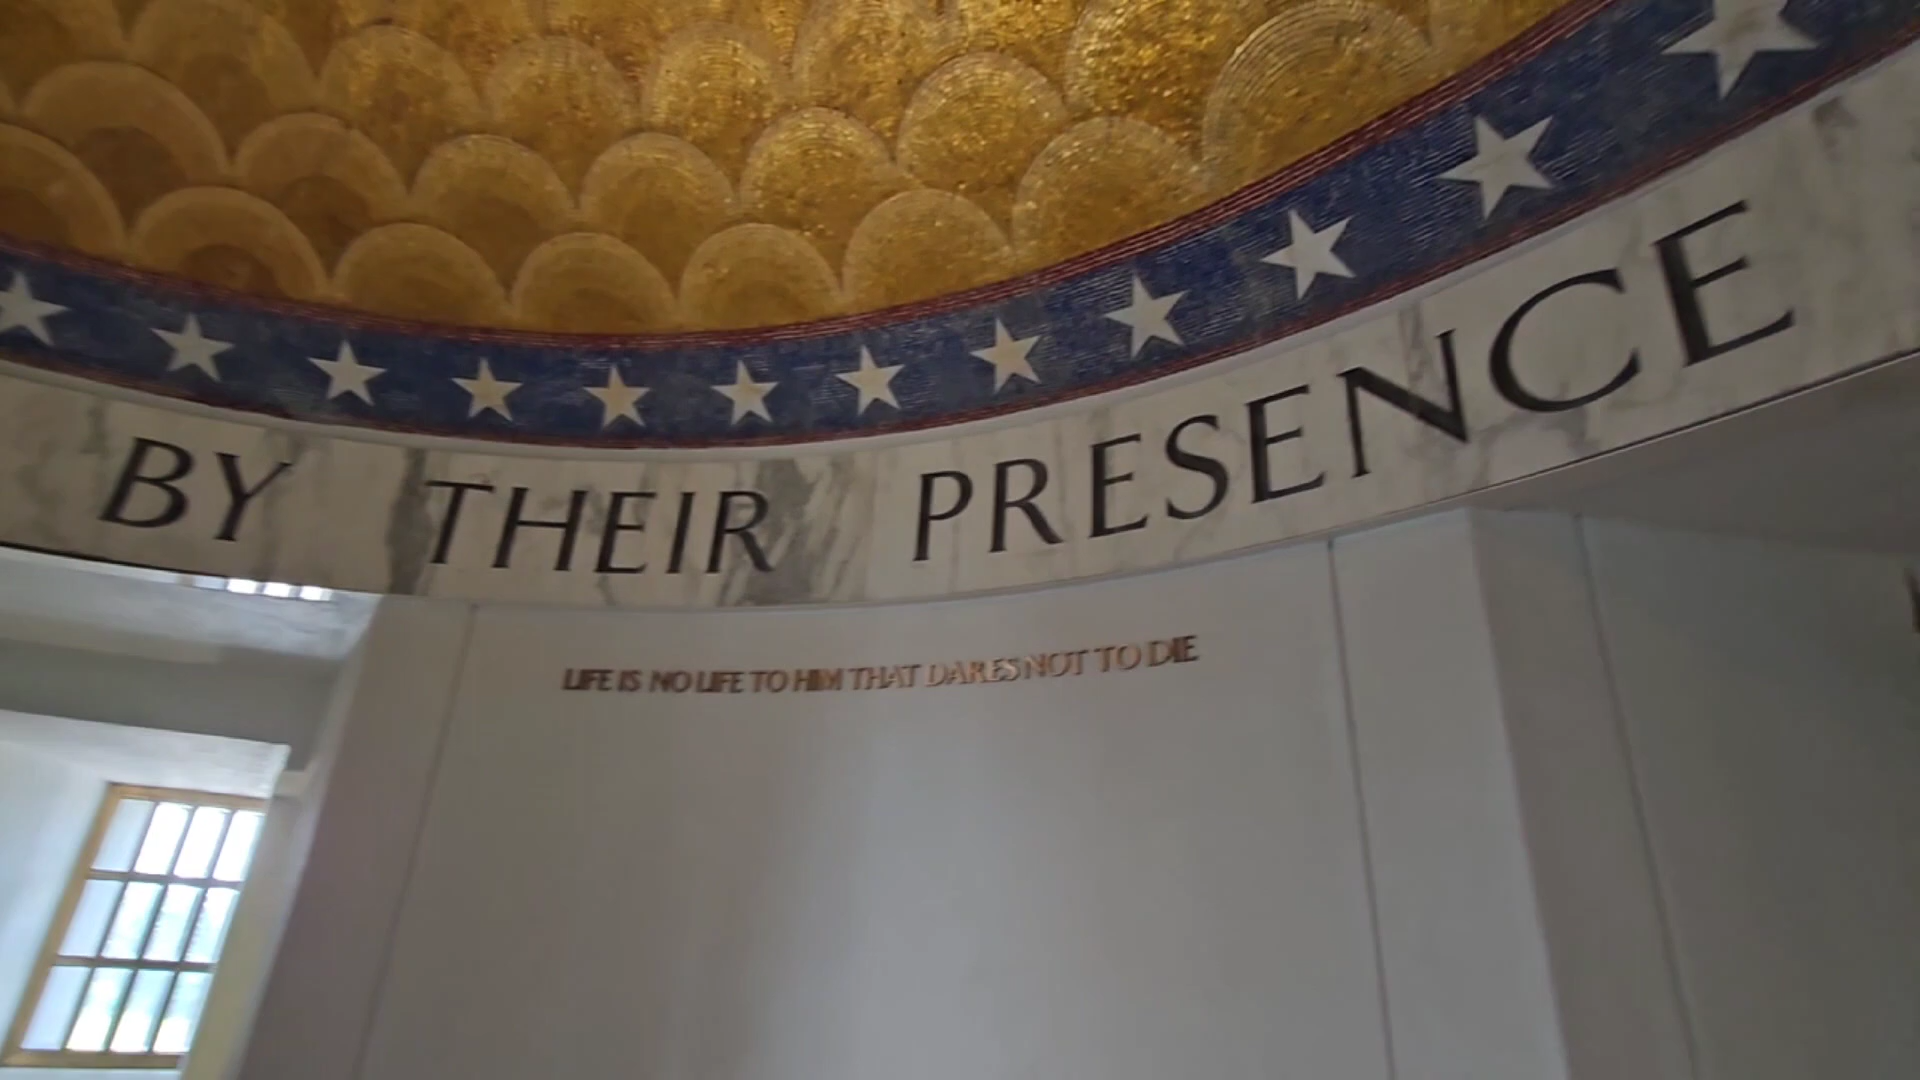 BY THEIR PRESENCE
LIFE IS NO LIFE TO HIM THAT DARES NOT TO DIE